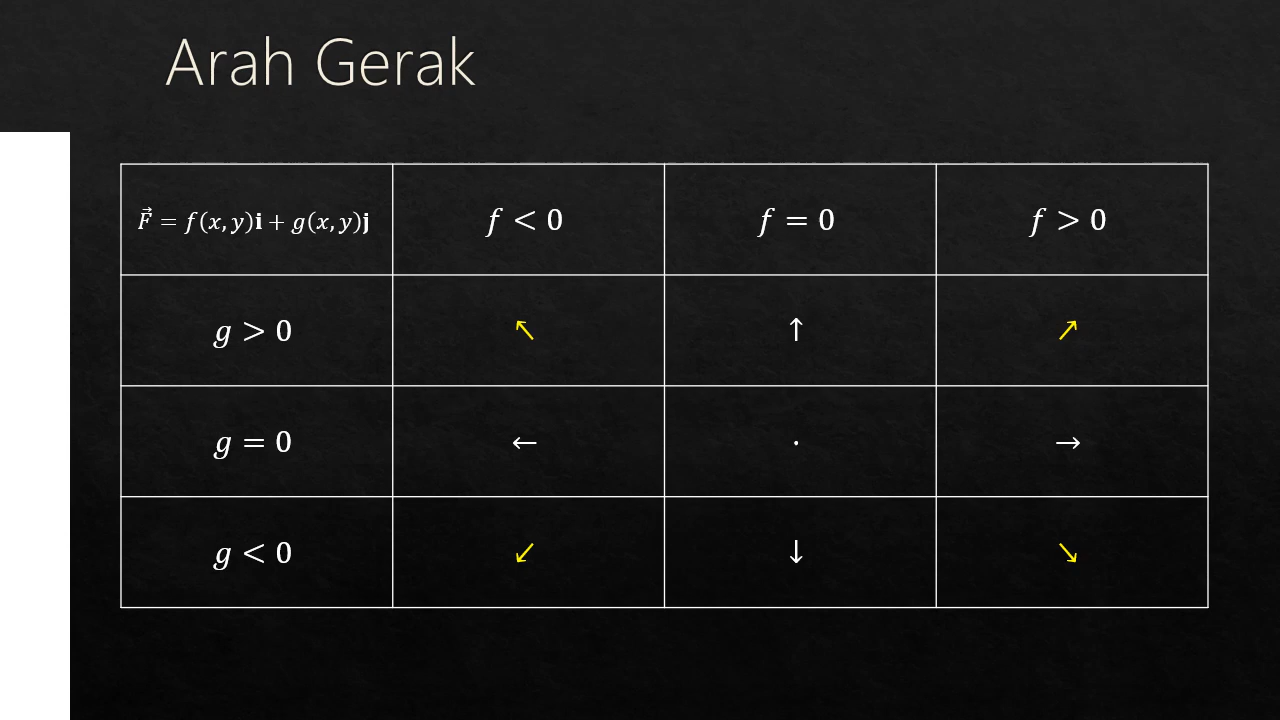 Arah Gerak
F⃗ = f(x, y)𝐢 + g(x, y)𝐣 f < 0 f = 0 f > 0
g > 0 ↖ ↑ ↗
g = 0 ← · →
g < 0 ↙ ↓ ↘